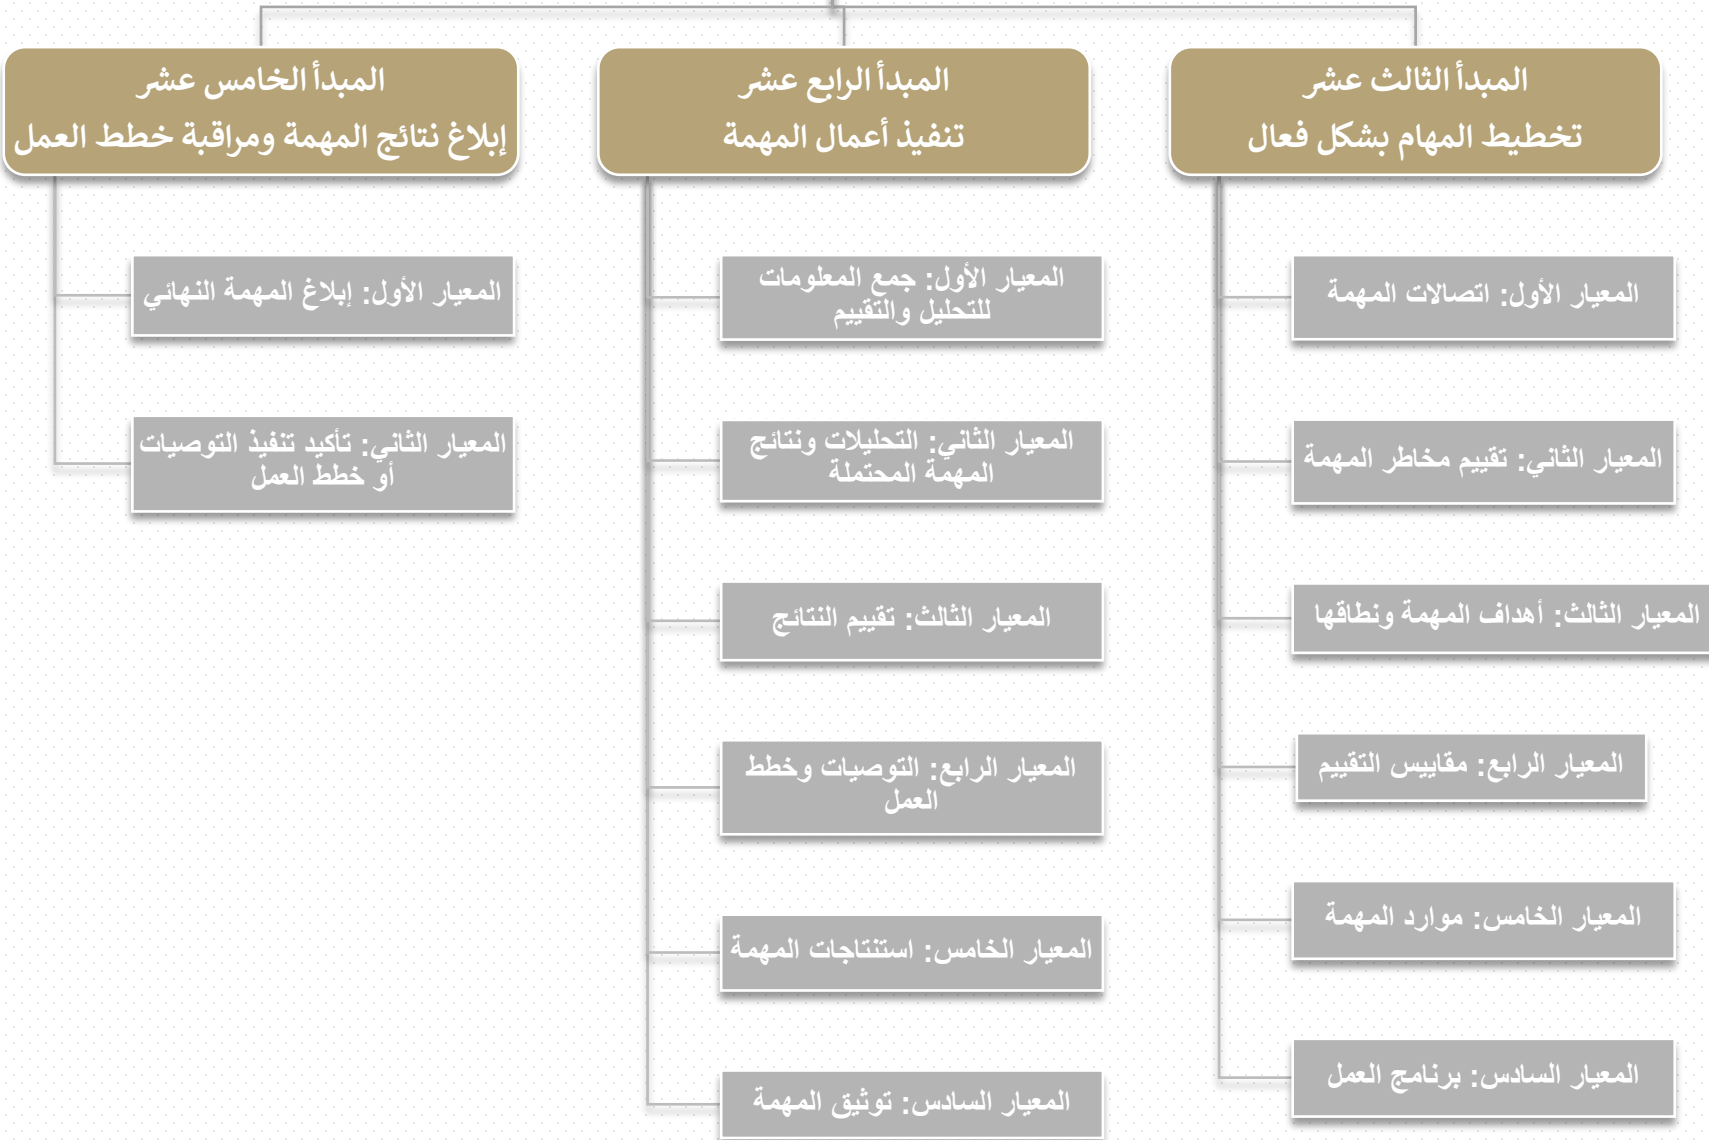 المبدأ الثالث عشر
تخطيط المهام بشكل فعال
المعيار الأول: اتصالات المهمة
المعيار الثاني: تقييم مخاطر المهمة
المعيار الثالث: أهداف المهمة ونطاقها
المعيار الرابع: مقاييس التقييم
المعيار الخامس: موارد المهمة
المعيار السادس: برنامج العمل
المبدأ الرابع عشر
تنفيذ أعمال المهمة
المعيار الأول: جمع المعلومات
للتحليل والتقييم
المعيار الثاني: التحليلات ونتائج
المهمة المحتملة
المعيار الثالث: تقييم النتائج
المعيار الرابع: التوصيات وخطط
العمل
المعيار الخامس: استنتاجات المهمة
المعيار السادس: توثيق المهمة
المبدأ الخامس عشر
إبلاغ نتائج المهمة ومراقبة خطط العمل
المعيار الأول: إبلاغ المهمة النهائي
المعيار الثاني: تأكيد تنفيذ التوصيات
أو خطط العمل